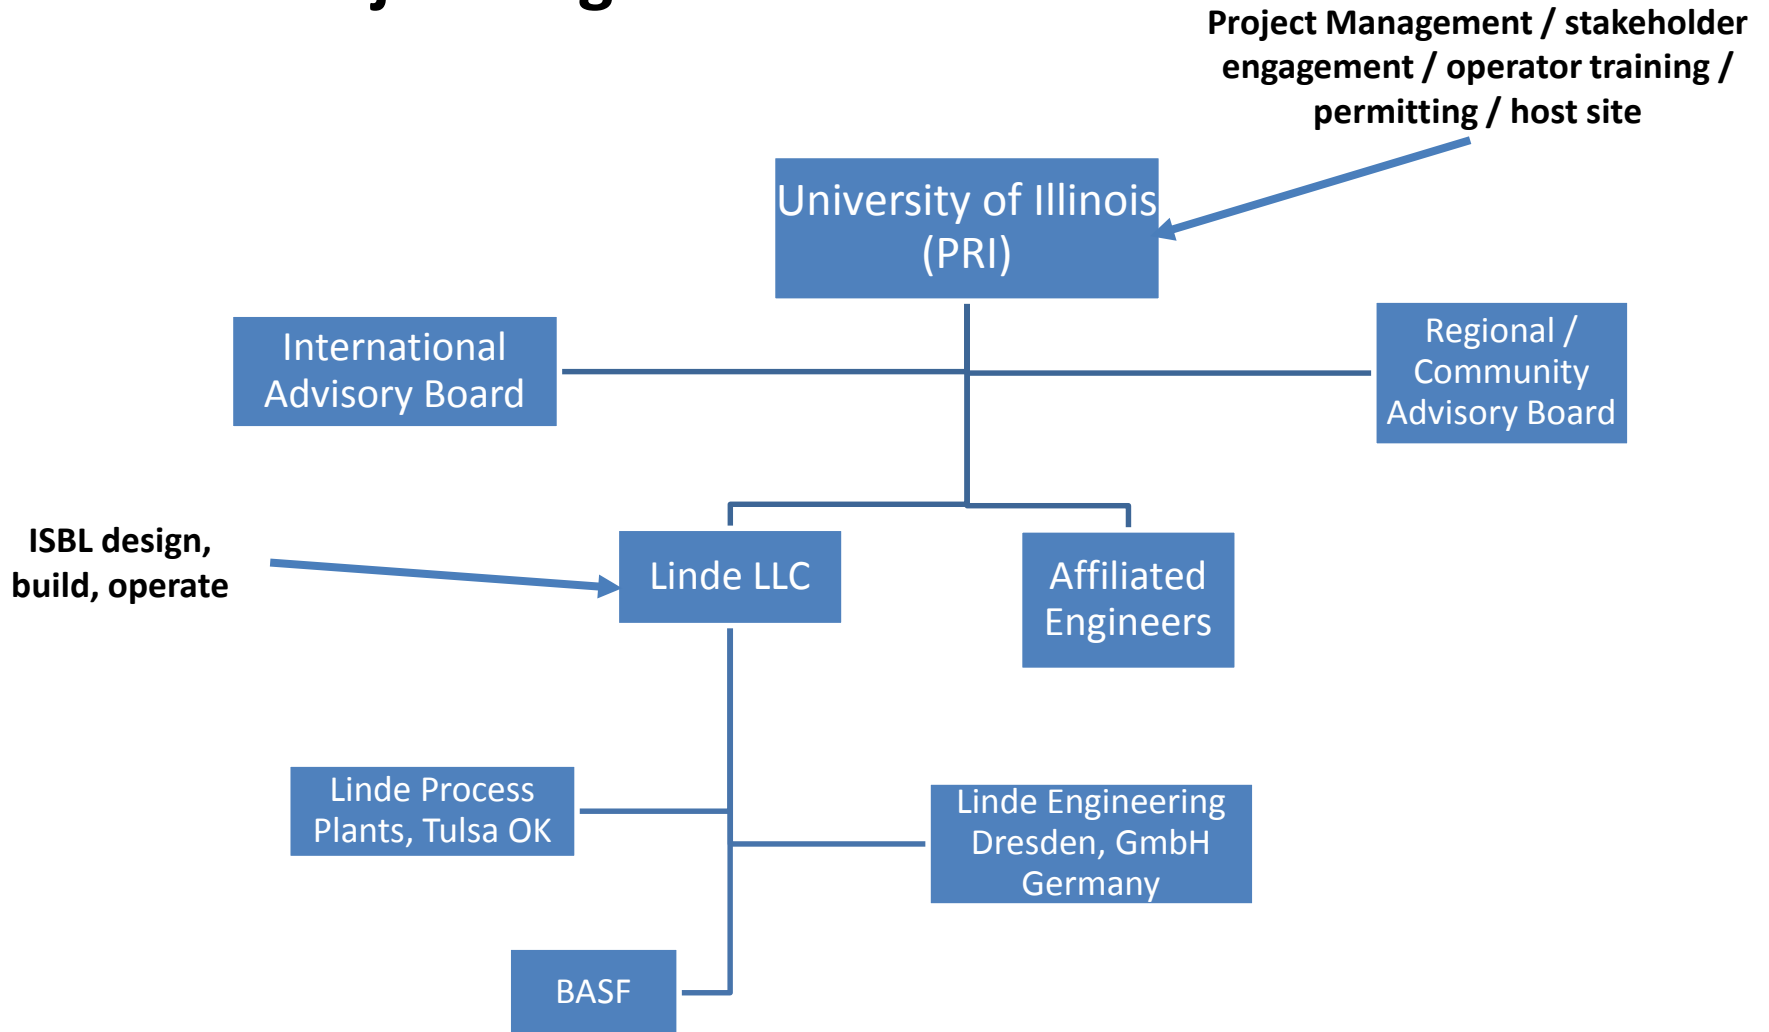 Project Management / stakeholder
engagement / operator training /
permitting / host site
University of Illinois
(PRI)
International
Advisory Board
Regional /
Community
Advisory Board
ISBL design,
build, operate
Linde LLC
Affiliated
Engineers
Linde Process
Plants, Tulsa OK
Linde Engineering
Dresden, GmbH
Germany
BASF